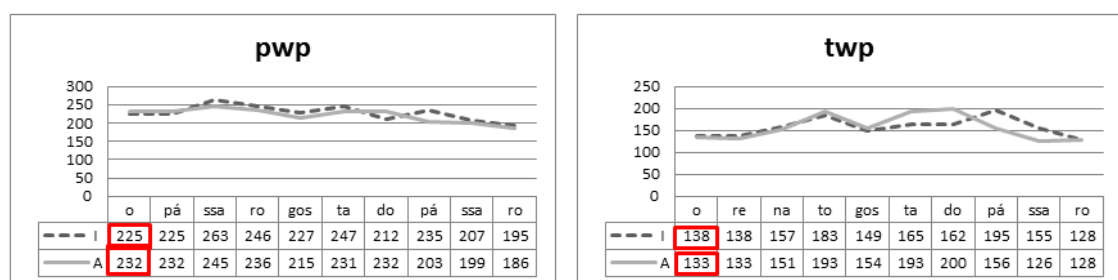 pwp
300
250
200
150
100
50
0
o pá ssa ro gos ta do pá ssa ro
I 225 225 263 246 227 247 212 235 207 195
A 232 232 245 236 215 231 232 203 199 186
twp
250
200
150
100
50
0
o re na to gos ta do pá ssa ro
I 138 138 157 183 149 165 162 195 155 128
A 133 133 151 193 154 193 200 156 126 128